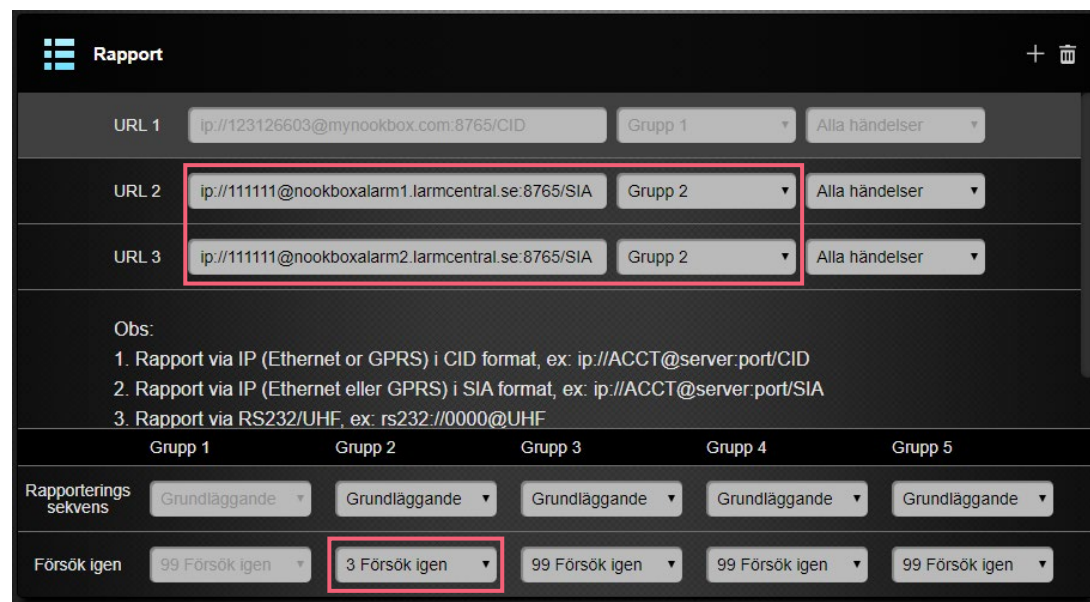 Rapport
URL 1 ip://123126603@mynookbox.com:8765/CID Grupp 1 Alla händelser
URL 2 ip://111111@nookboxalarm1.larmcentral.se:8765/SIA Grupp 2 Alla händelser
URL 3 ip://111111@nookboxalarm2.larmcentral.se:8765/SIA Grupp 2 Alla händelser
Obs:
1. Rapport via IP (Ethernet or GPRS) i CID format, ex: ip://ACCT@server:port/CID
2. Rapport via IP (Ethernet eller GPRS) i SIA format, ex: ip://ACCT@server:port/SIA
3. Rapport via RS232/UHF, ex: rs232://0000@UHF
Grupp 1 Grupp 2 Grupp 3 Grupp 4 Grupp 5
Rapporterings
sekvens Grundläggande Grundläggande Grundläggande Grundläggande Grundläggande
Försök igen 99 Försök igen 3 Försök igen 99 Försök igen 99 Försök igen 99 Försök igen